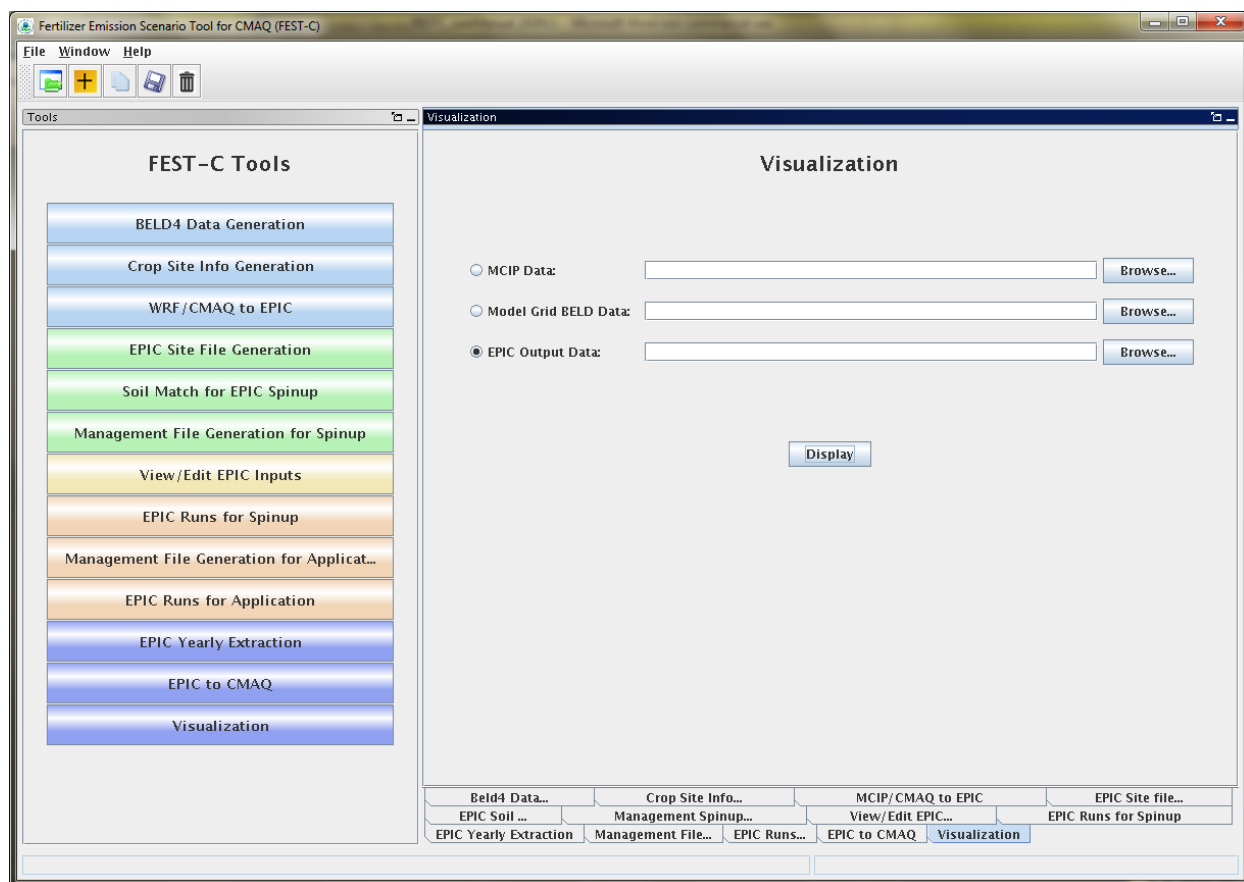 Fertilizer Emission Scenario Tool for CMAQ (FEST-C)
File Window Help
Tools
Visualization
FEST-C Tools
BELD4 Data Generation
Crop Site Info Generation
WRF/CMAQ to EPIC
EPIC Site File Generation
Soil Match for EPIC Spinup
Management File Generation for Spinup
View/Edit EPIC Inputs
EPIC Runs for Spinup
Management File Generation for Applicat...
EPIC Runs for Application
EPIC Yearly Extraction
EPIC to CMAQ
Visualization
Visualization
MCIP Data: Browse...
Model Grid BELD Data: Browse...
EPIC Output Data: Browse...
Display
Beld4 Data... Crop Site Info... MCIP/CMAQ to EPIC EPIC Site file...
EPIC Soil ... Management Spinup... View/Edit EPIC... EPIC Runs for Spinup
EPIC Yearly Extraction Management File... EPIC Runs... EPIC to CMAQ Visualization